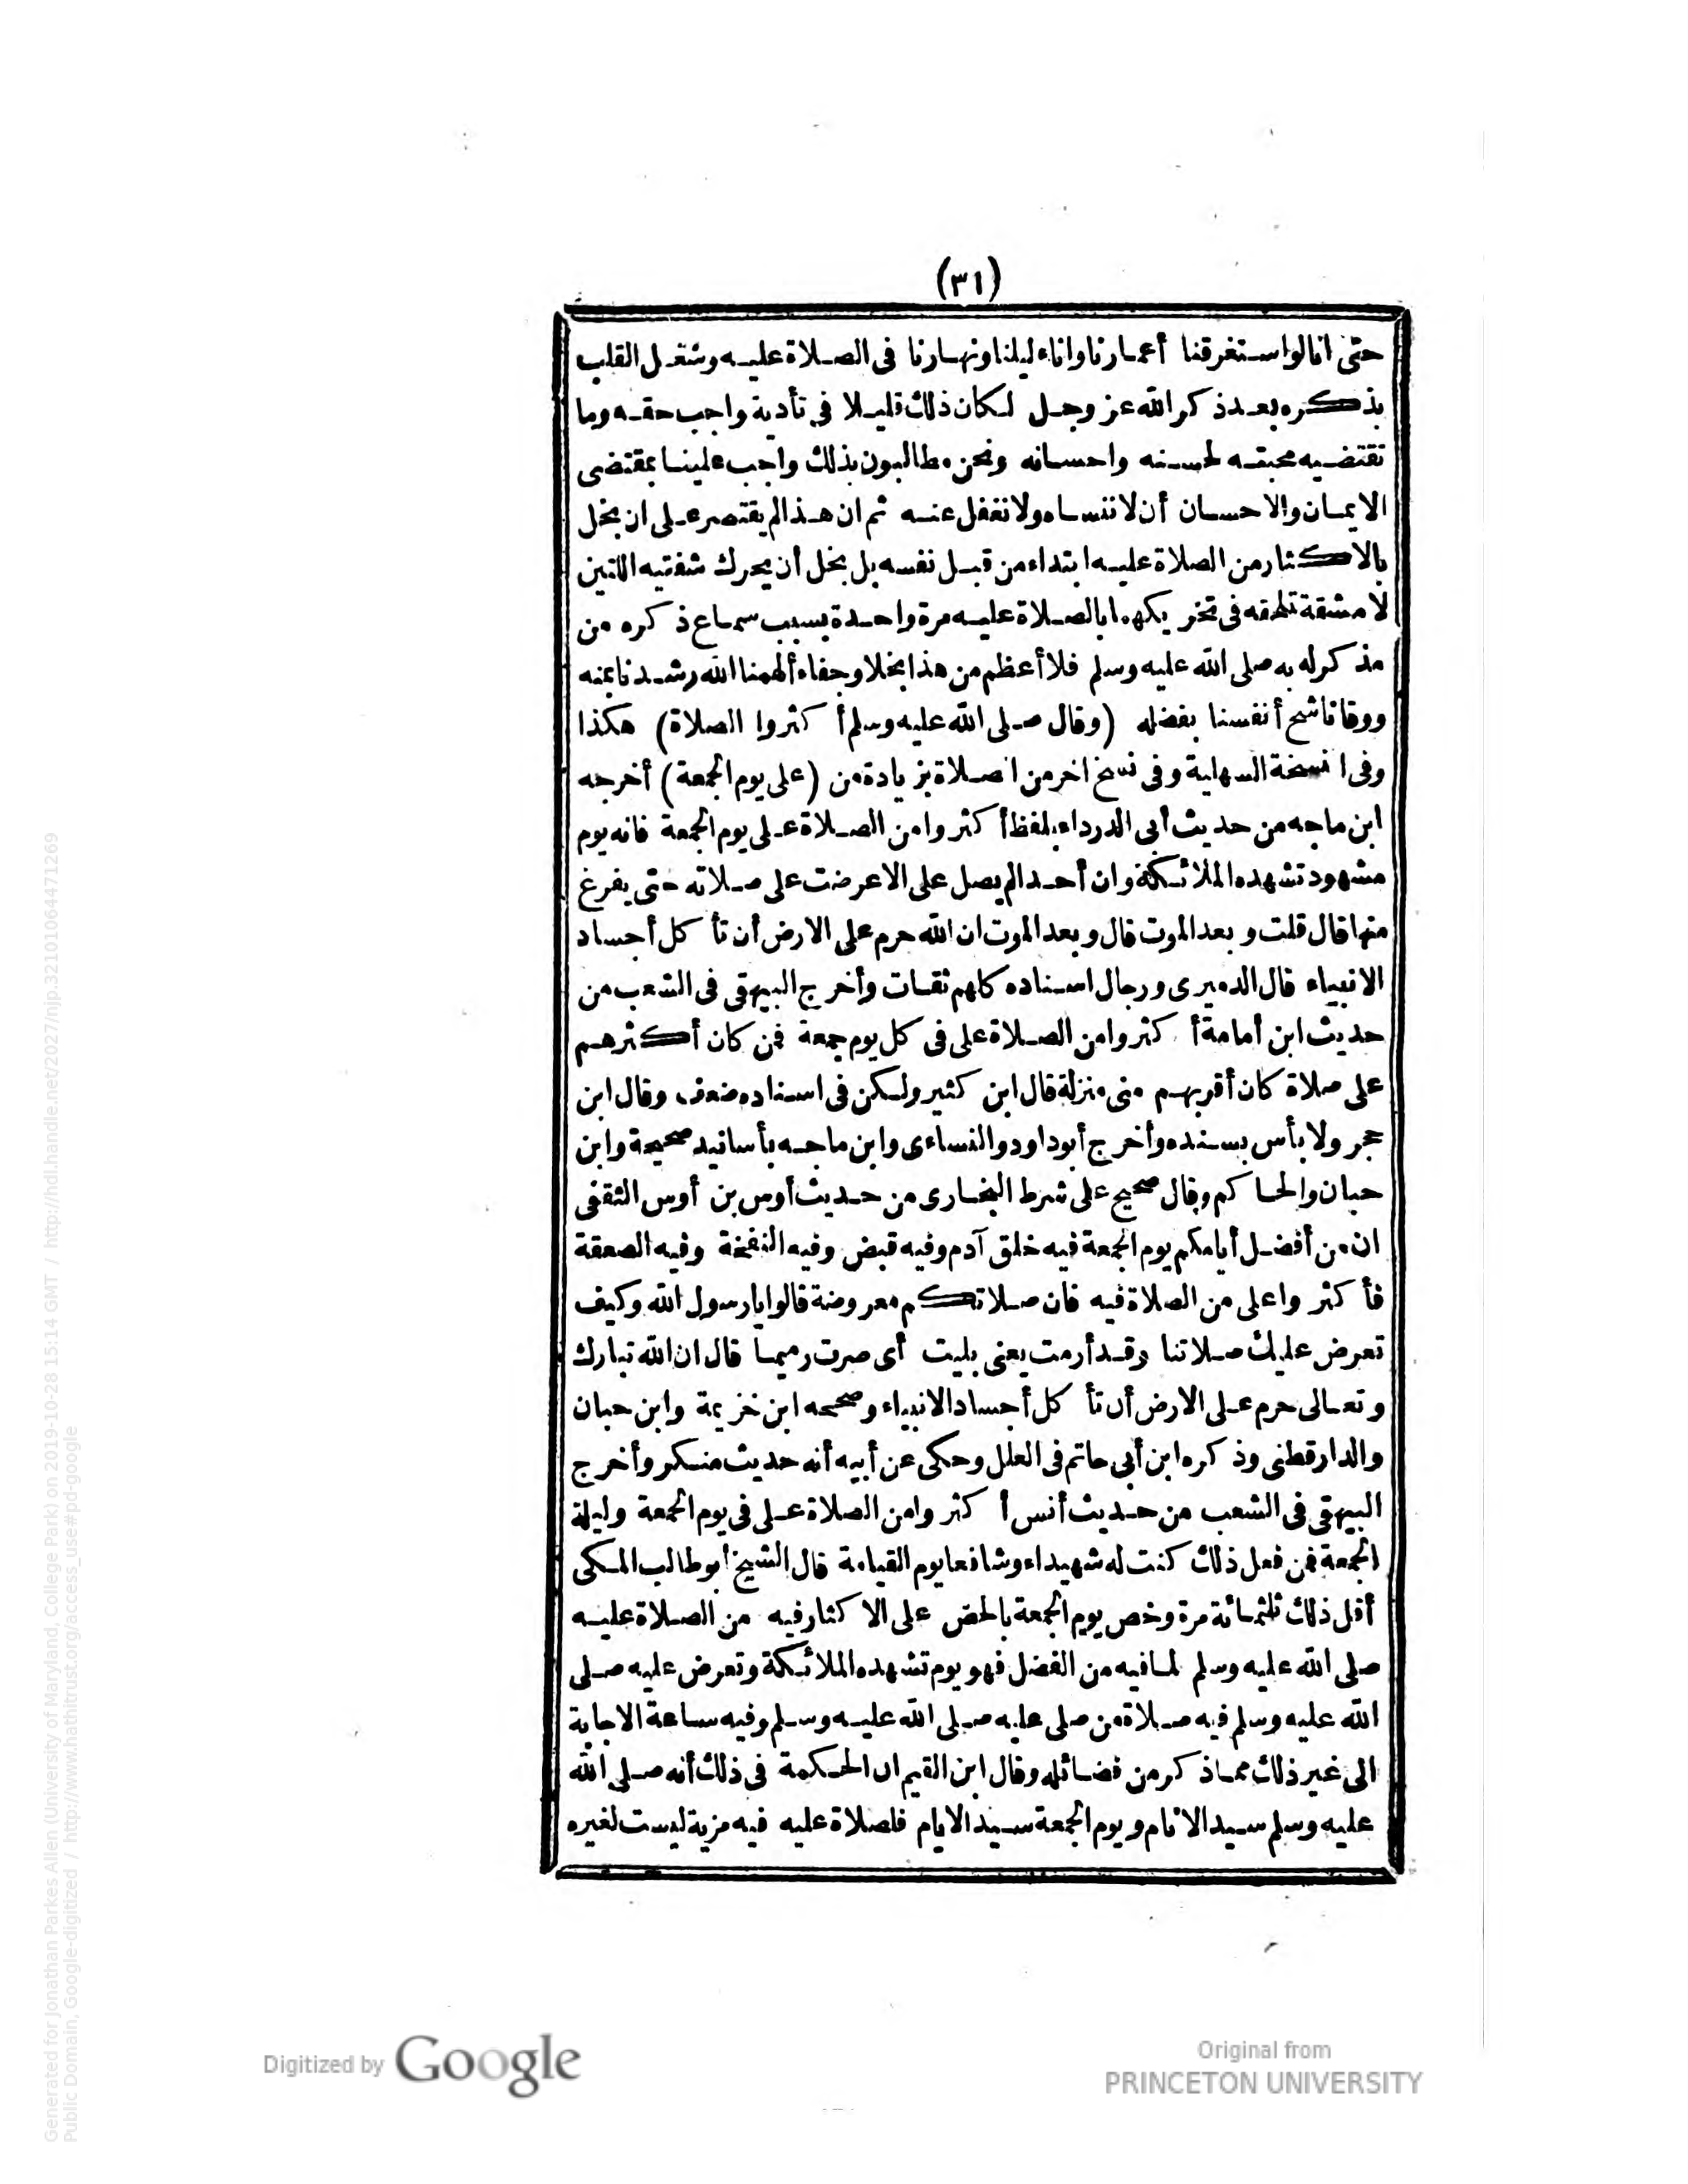 (٣١)
حتى انالواستغرقنا أعمارنا واناء ليلنا ونهارنا فى الصلاة عليه وشغل القلب
بذكره بعد ذكر الله عز وجل لكان ذلك قليلا فى تأدية واجب حقه وما
تقتضيه محبته لحسنه واحسانه ونحن مطالبون بذلك واجب علينا بمقتضى
الايمان والاحسان أن لا ننساه ولا نغفل عنه ثم ان هذا لم يقتصر على ان بخل
بالاكثار من الصلاة عليه ابتداء من قبل نفسه بل بخل أن يحرك شفتيه اللتين
لا مشقة تلحقه فى تحريكهما بالصلاة عليه مرة واحدة بسبب سماع ذكره من
مذكر له به صلى الله عليه وسلم فلا أعظم من هذا بخلا وجفاء ألهمنا الله رشدنا بمنه
ووقانا شح أنفسنا بفضله (وقال صلى الله عليه وسلم أكثروا الصلاة) هكذا
وفى النسخة السهلية وفى نسخ اخر من الصلاة بزيادة من (على يوم الجمعة) أخرجه
ابن ماجه من حديث أبى الدرداء بلفظ أكثروا من الصلاة على يوم الجمعة فانه يوم
مشهود تشهده الملائكة وان أحدا لم يصل على الا عرضت على صلاته حتى يفرغ
منها قال قلت وبعد الموت قال وبعد الموت ان الله حرم على الارض أن تأكل أجساد
الانبياء قال الدميرى ورجال اسناده كلهم ثقات وأخرج البيهقى فى الشعب من
حديث ابن أمامة أكثروا من الصلاة على فى كل يوم جمعة فمن كان أكثرهم
على صلاة كان أقربهم منى منزلة قال ابن كثير ولكن فى اسناده ضعف وقال ابن
حجر ولا بأس بسنده وأخرج أبو داود والنساءى وابن ماجه بأسانيد صحيحة وابن
حبان والحاكم وقال صحيح على شرط البخارى من حديث أوس بن أوس الثقفى
ان من أفضل أيامكم يوم الجمعة فيه خلق آدم وفيه قبض وفيه النفخة وفيه الصعقة
فأكثروا على من الصلاة فيه فان صلاتكم معروضة قالوا يا رسول الله وكيف
تعرض عليك صلاتنا وقد أرمت يعنى بليت أى صرت رميما قال ان الله تبارك
وتعالى حرم على الارض أن تأكل أجساد الانبياء وصححه ابن خزيمة وابن حبان
والدارقطنى وذكره ابن أبى حاتم فى العلل وحكى عن أبيه أنه حديث منكر وأخرج
البيهقى فى الشعب من حديث أنس أكثروا من الصلاة على فى يوم الجمعة وليلة
الجمعة فمن فعل ذلك كنت له شهيداء وشافعا يوم القيامة قال الشيخ أبو طالب المكى
أقل ذلك ثلثمائة مرة وخص يوم الجمعة بالحض على الاكثار فيه من الصلاة عليه
صلى الله عليه وسلم لما فيه من الفضل فهو يوم تشهده الملائكة وتعرض عليه صلى
الله عليه وسلم فيه صلاة من صلى عليه صلى الله عليه وسلم وفيه ساعة الاجابة
الى غير ذلك مما ذكر من فضائله وقال ابن القيم ان الحكمة فى ذلك أنه صلى الله
عليه وسلم سيد الانام ويوم الجمعة سيد الايام فلصلاة عليه فيه مزية ليست لغيره
Digitized by Google
Original from
PRINCETON UNIVERSITY
Generated for Jonathan Parkes Allen (University of Maryland, College Park) on 2019-10-28 15:14 GMT / http://hdl.handle.net/2027/njp.32101064471269
Public Domain, Google-digitized / http://www.hathitrust.org/access_use#pd-google